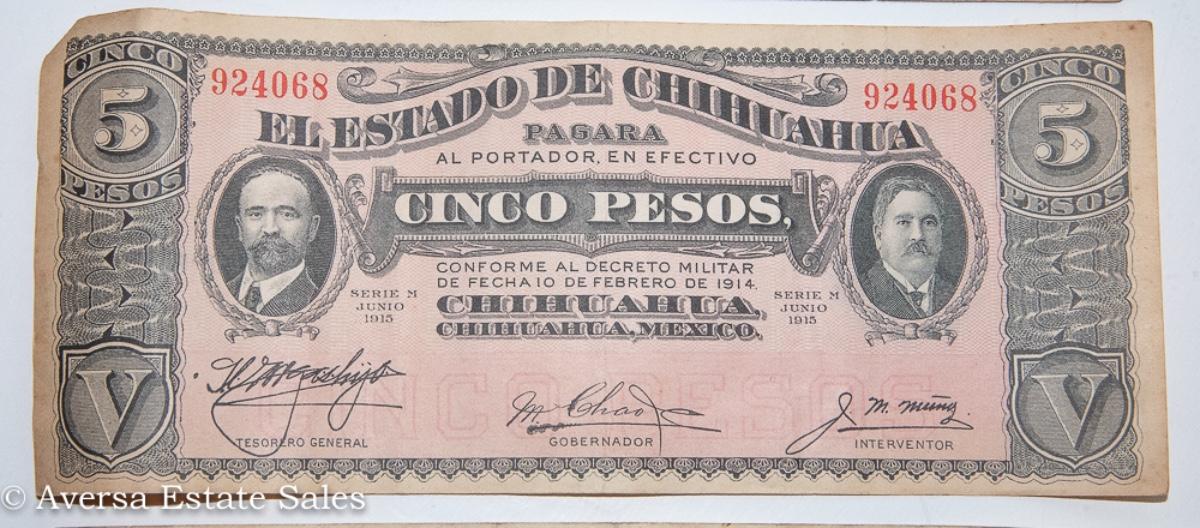 CINCO
5
PESOS
924068
EL ESTADO DE CHIHUAHUA
924068
CINCO
5
PESOS
PAGARA
AL PORTADOR, EN EFECTIVO
CINCO PESOS,
CONFORME AL DECRETO MILITAR
DE FECHA 10 DE FEBRERO DE 1914.
CHIHUAHUA,
CHIHUAHUA, MEXICO.
SERIE M
JUNIO
1915
SERIE M
JUNIO
1915
CINCO PESOS
V
V
M Chao
J. M. Muñz.
TESORERO GENERAL
GOBERNADOR
INTERVENTOR
© Aversa Estate Sales